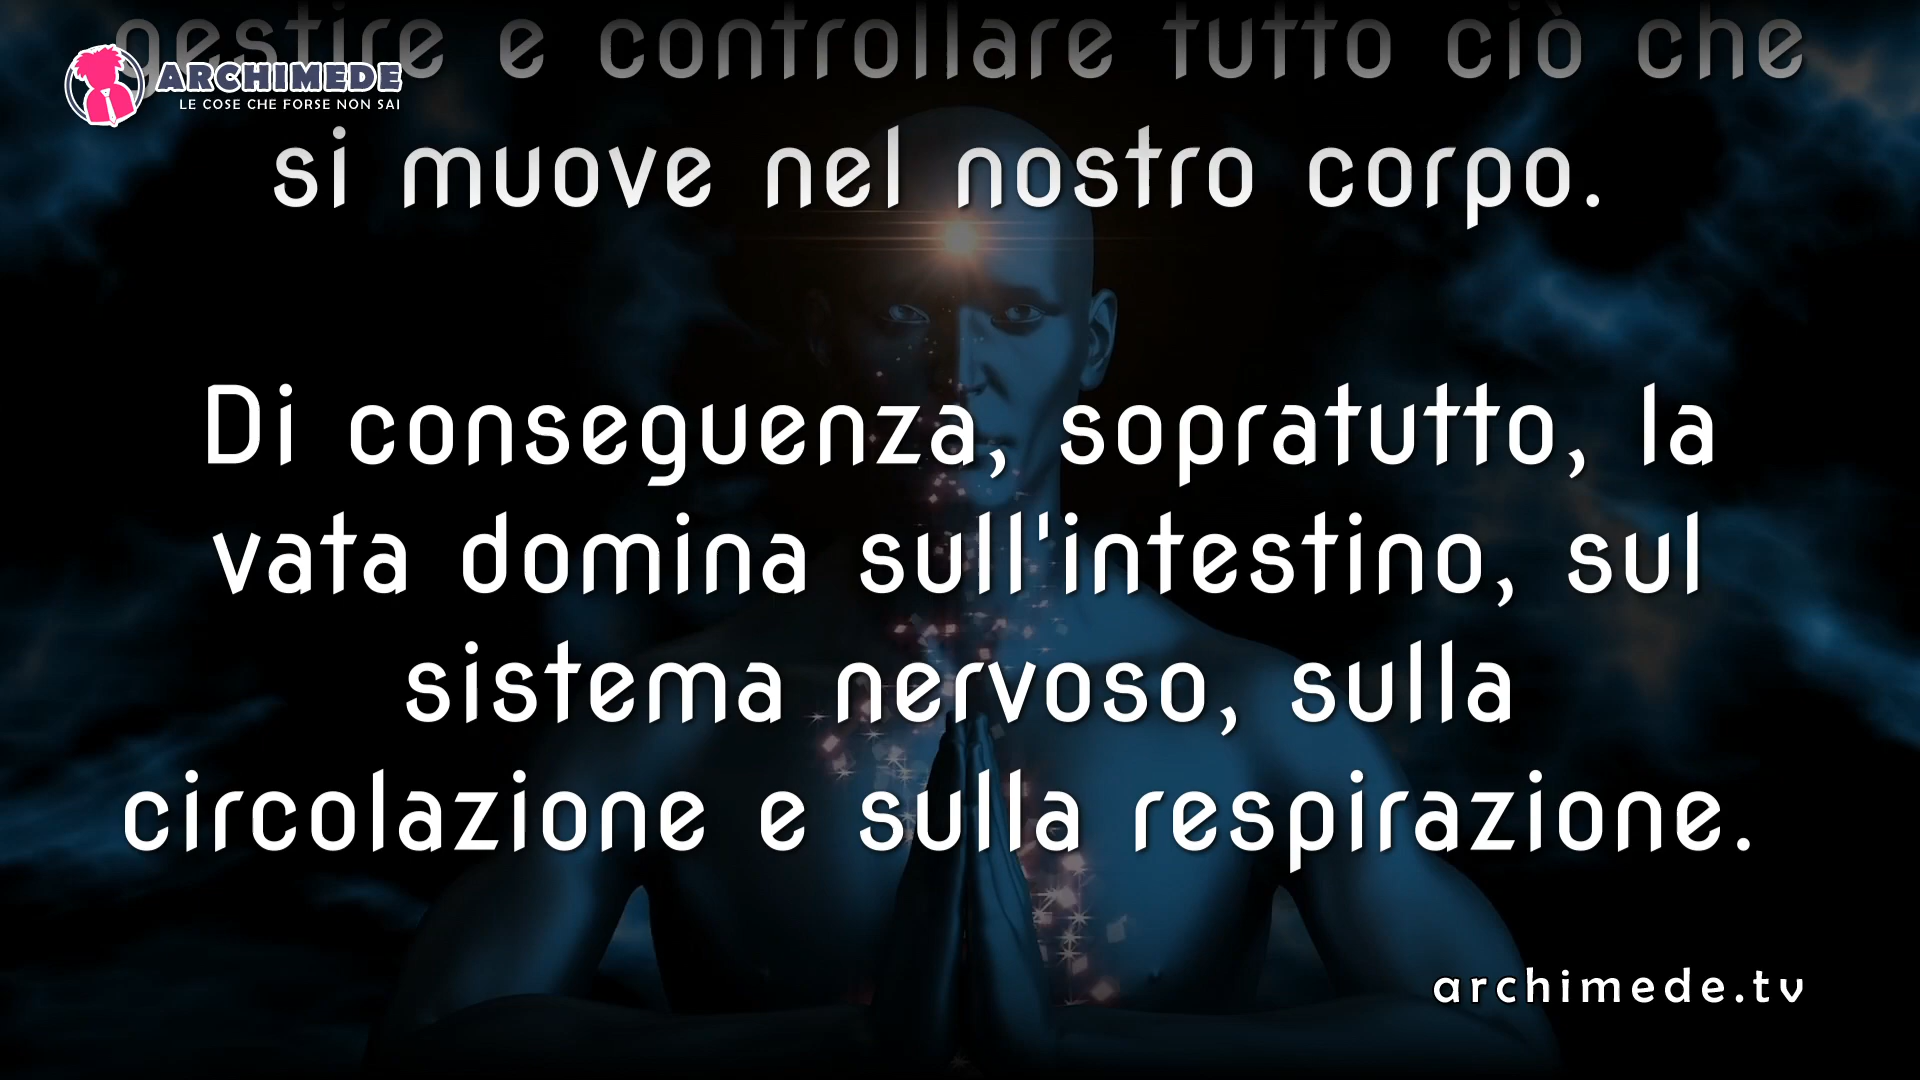 gestire e controllare tutto ciò che
ARCHIMEDE
LE COSE CHE FORSE NON SAI
si muove nel nostro corpo.
Di conseguenza, sopratutto, la
vata domina sull'intestino, sul
sistema nervoso, sulla
circolazione e sulla respirazione.
archimede.tv